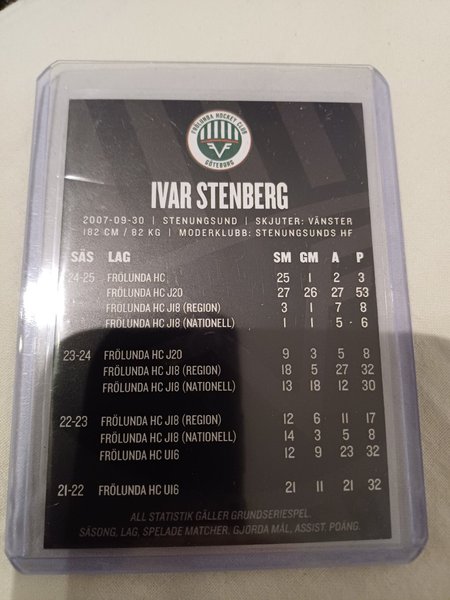 FRÖLUNDA HOCKEY CLUB
GÖTEBORG
IVAR STENBERG
2007-09-30 | STENUNGSUND | SKJUTER: VÄNSTER
182 CM / 82 KG | MODERKLUBB: STENUNGSUNDS HF
SÄS LAG SM GM A P
24-25 FRÖLUNDA HC 25 1 2 3
FRÖLUNDA HC J20 27 26 27 53
FRÖLUNDA HC J18 (REGION) 3 1 7 8
FRÖLUNDA HC J18 (NATIONELL) 1 1 5 6
23-24 FRÖLUNDA HC J20 9 3 5 8
FRÖLUNDA HC J18 (REGION) 18 5 27 32
FRÖLUNDA HC J18 (NATIONELL) 13 18 12 30
22-23 FRÖLUNDA HC J18 (REGION) 12 6 11 17
FRÖLUNDA HC J18 (NATIONELL) 14 3 5 8
FRÖLUNDA HC U16 12 9 23 32
21-22 FRÖLUNDA HC U16 21 11 21 32
ALL STATISTIK GÄLLER GRUNDSERIESPEL.
SÄSONG, LAG, SPELADE MATCHER, GJORDA MÅL, ASSIST, POÄNG.